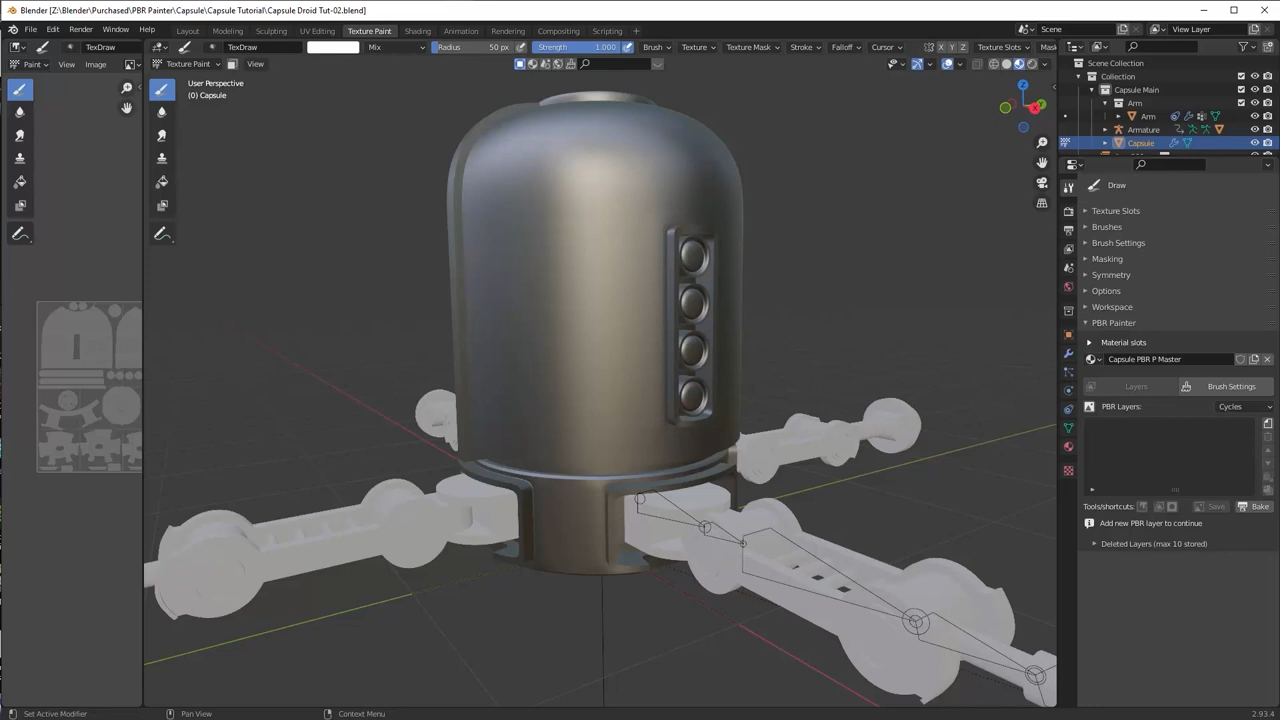 Blender [Z:\Blender\Purchased\PBR Painter\Capsule\Capsule Tutorial\Capsule Droid Tut-02.blend]
File Edit Render Window Help Layout Modeling Sculpting UV Editing Texture Paint Shading Animation Rendering Compositing Scripting Scene View Layer
TexDraw TexDraw Mix Radius 50 px Strength 1.000 Brush Texture Texture Mask Stroke Falloff Cursor X Y Z Texture Slots Mask
Paint View Image Texture Paint View
Scene Collection
Collection
User Perspective
(0) Capsule
Capsule Main
Arm
Arm
Armature
Capsule
Draw
Texture Slots
Brushes
Brush Settings
Masking
Symmetry
Options
Workspace
PBR Painter
Material slots
Capsule PBR P Master
Layers Brush Settings
PBR Layers: Cycles
Tools/shortcuts: Save Bake
Add new PBR layer to continue
Deleted Layers (max 10 stored)
Set Active Modifier Pan View Context Menu 2.93.4